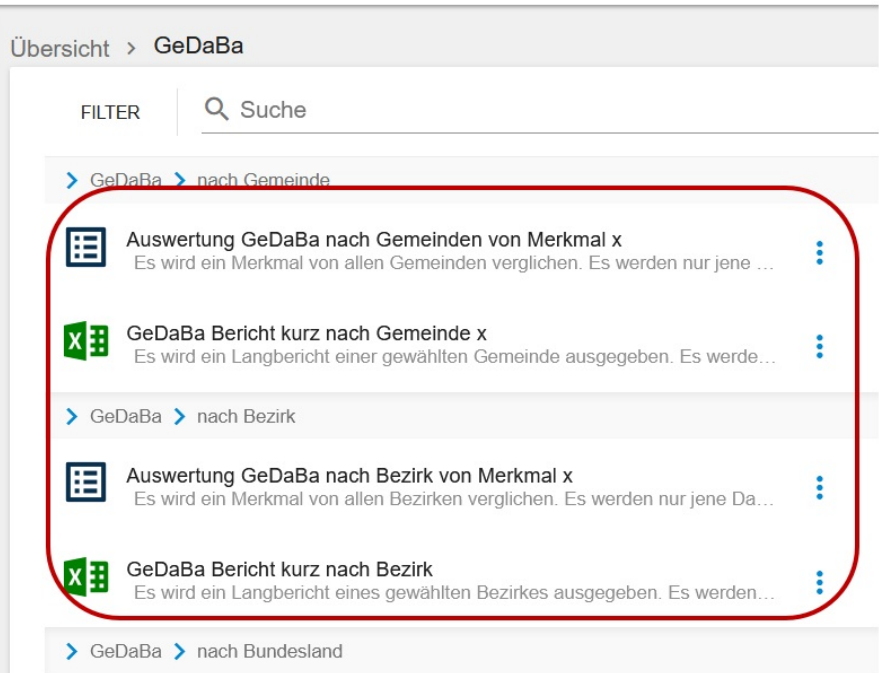 Übersicht > GeDaBa
FILTER Suche
GeDaBa > nach Gemeinde
Auswertung GeDaBa nach Gemeinden von Merkmal x
Es wird ein Merkmal von allen Gemeinden verglichen. Es werden nur jene …
GeDaBa Bericht kurz nach Gemeinde x
Es wird ein Langbericht einer gewählten Gemeinde ausgegeben. Es werde…
GeDaBa > nach Bezirk
Auswertung GeDaBa nach Bezirk von Merkmal x
Es wird ein Merkmal von allen Bezirken verglichen. Es werden nur jene Da…
GeDaBa Bericht kurz nach Bezirk
Es wird ein Langbericht eines gewählten Bezirkes ausgegeben. Es werden…
GeDaBa > nach Bundesland